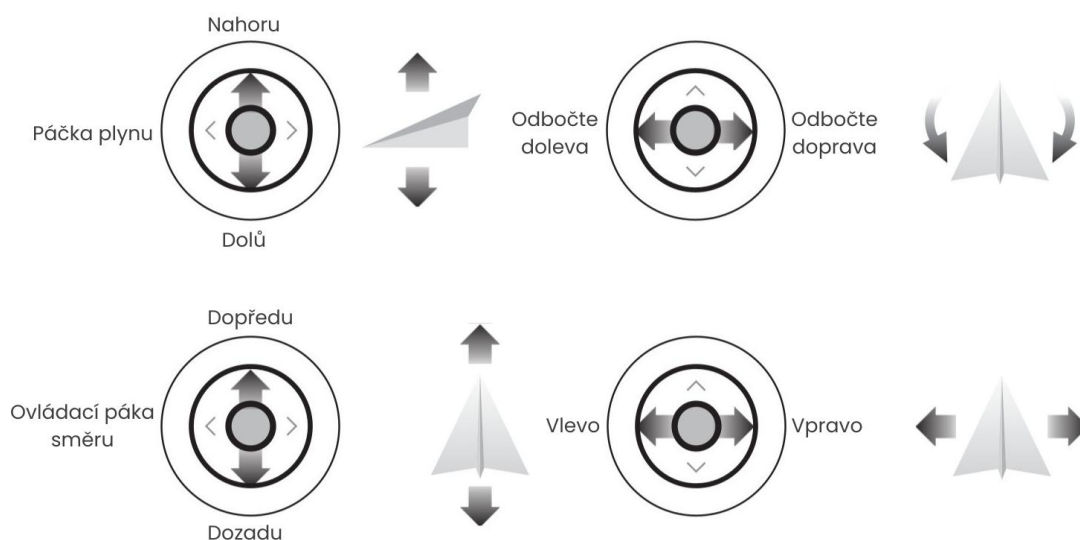 Nahoru
Páčka plynu
Dolů
Odbočte
doleva
Odbočte
doprava
Dopředu
Ovládací páka
směru
Dozadu
Vlevo
Vpravo